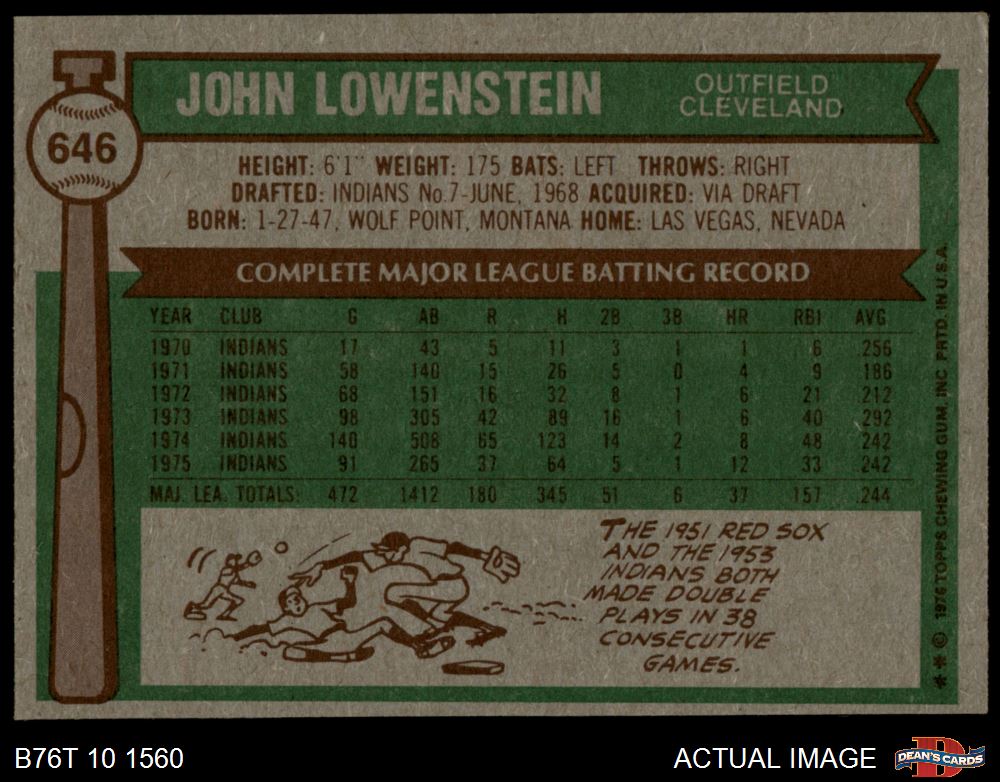 JOHN LOWENSTEIN
OUTFIELD
CLEVELAND
646
HEIGHT: 6'1" WEIGHT: 175 BATS: LEFT THROWS: RIGHT
DRAFTED: INDIANS No.7-JUNE, 1968 ACQUIRED: VIA DRAFT
BORN: 1-27-47, WOLF POINT, MONTANA HOME: LAS VEGAS, NEVADA
COMPLETE MAJOR LEAGUE BATTING RECORD
YEAR CLUB G AB R H 2B 3B HR RBI AVG
1970 INDIANS 17 43 5 11 3 1 1 6 .256
1971 INDIANS 58 140 15 26 5 0 4 9 .186
1972 INDIANS 68 151 16 32 8 1 6 21 .212
1973 INDIANS 98 305 42 89 16 1 6 40 .292
1974 INDIANS 140 508 65 123 14 2 8 48 .242
1975 INDIANS 91 265 37 64 5 1 12 33 .242
MAJ. LEA. TOTALS: 472 1412 180 345 51 6 37 157 .244
THE 1951 RED SOX
AND THE 1953
INDIANS BOTH
MADE DOUBLE
PLAYS IN 38
CONSECUTIVE
GAMES.
** © 1976 TOPPS CHEWING GUM, INC. PRTD. IN U.S.A.
B76T 10 1560
ACTUAL IMAGE
D
DEAN'S CARDS